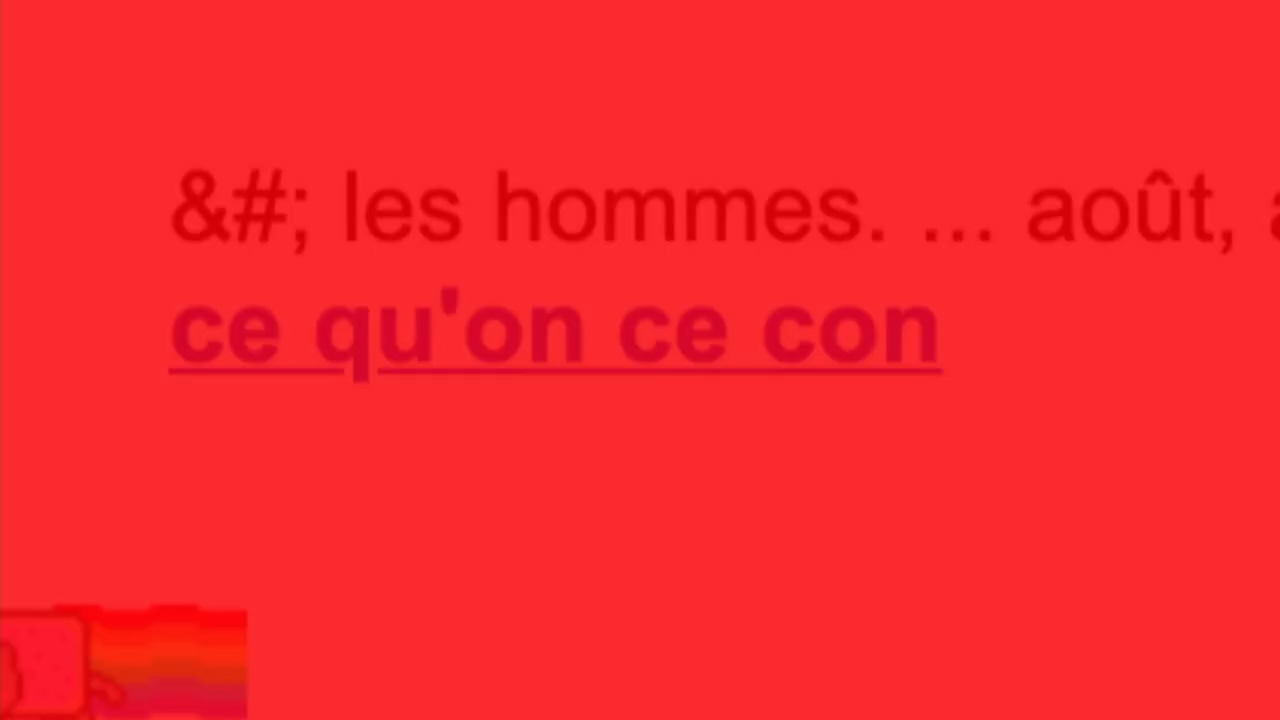 &#; les hommes. ... août,
ce qu'on ce con